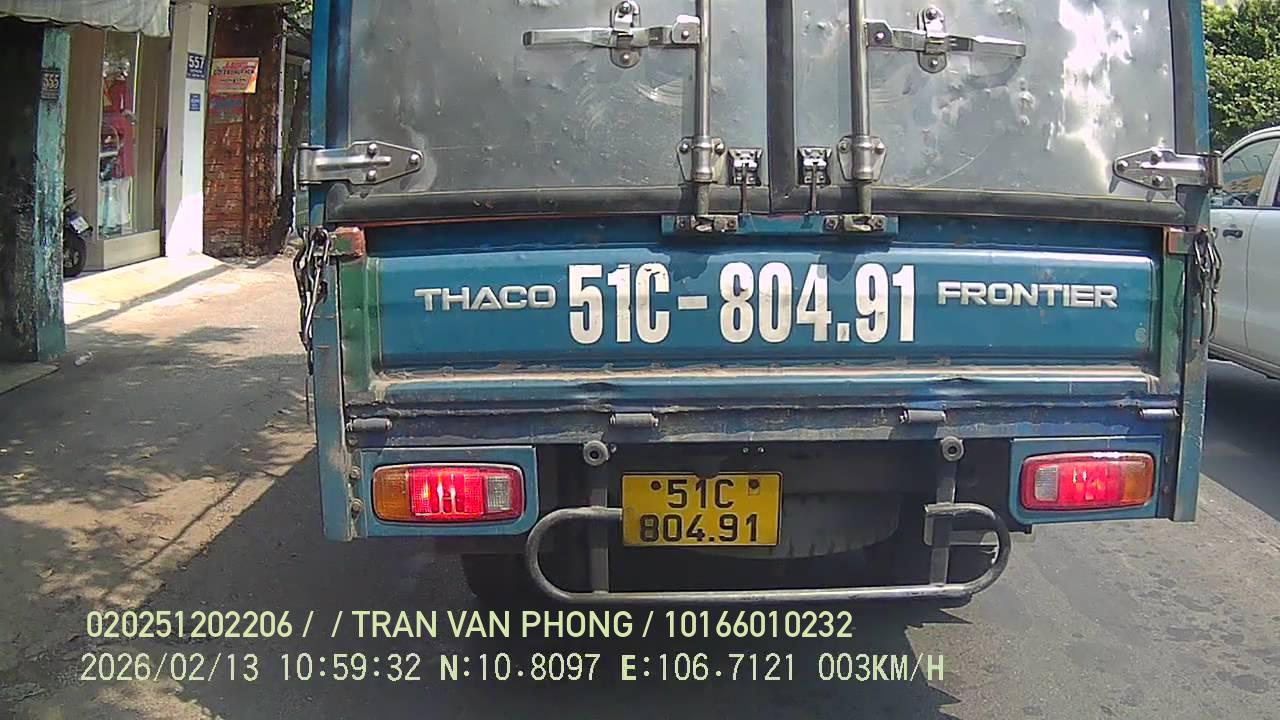 557
555
THACO 51C-804.91 FRONTIER
51C
804.91
020251202206 / / TRAN VAN PHONG / 10166010232
2026/02/13 10:59:32 N:10.8097 E:106.7121 003KM/H